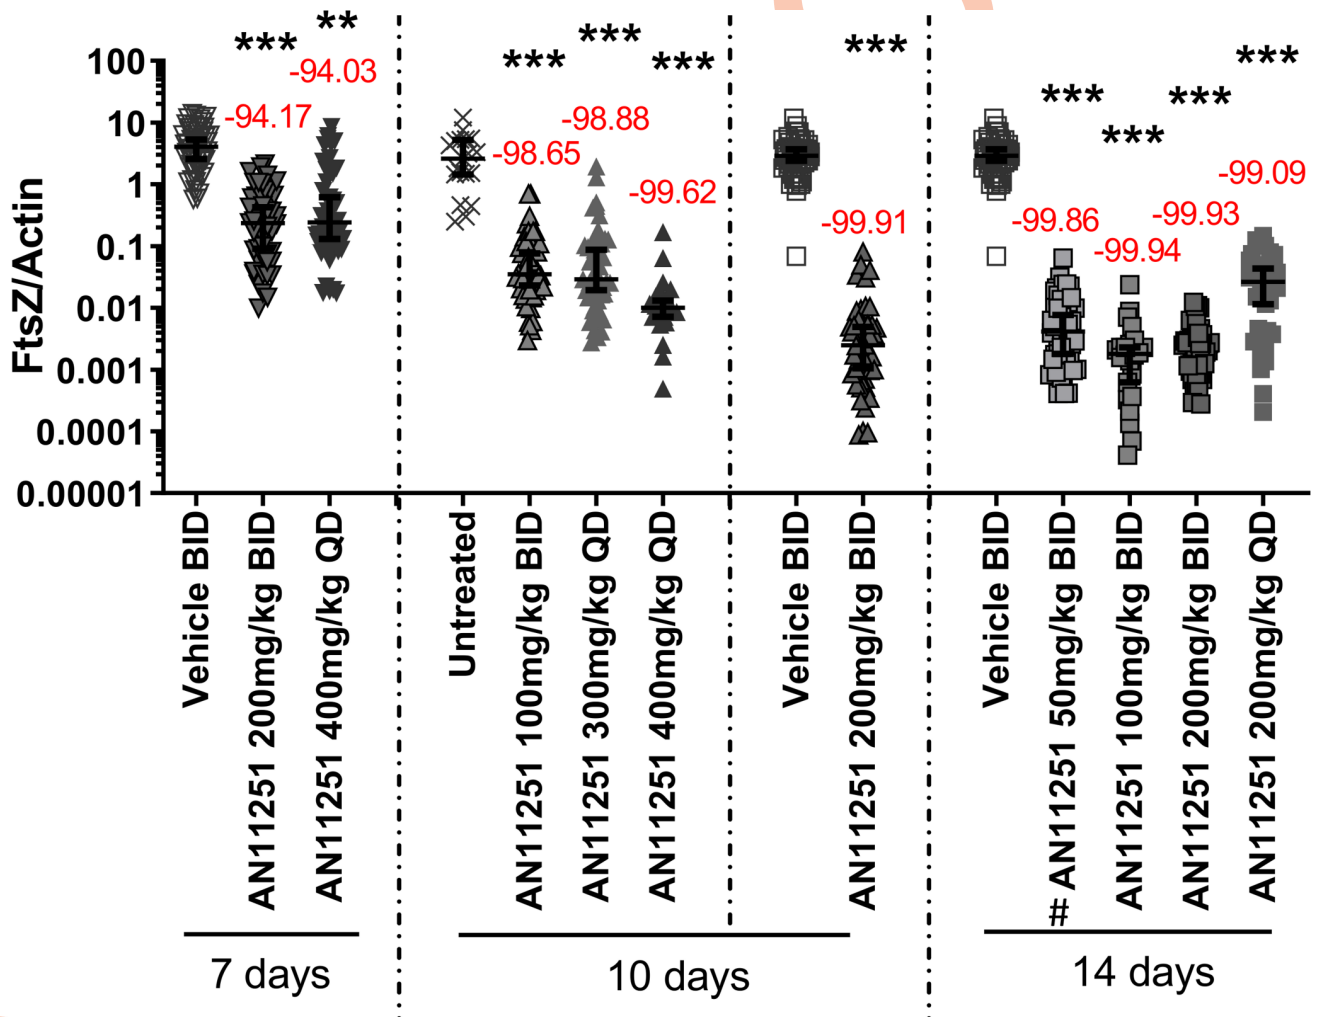 **
***
***
***
***
***
***
***
***
***
-94.03
-94.17
-98.88
-98.65
-99.62
-99.91
-99.09
-99.93
-99.86
-99.94
FtsZ/Actin
100
10
1
0.1
0.01
0.001
0.0001
0.00001
Vehicle BID
AN11251 200mg/kg BID
AN11251 400mg/kg QD
Untreated
AN11251 100mg/kg BID
AN11251 300mg/kg QD
AN11251 400mg/kg QD
Vehicle BID
AN11251 200mg/kg BID
Vehicle BID
# AN11251 50mg/kg BID
AN11251 100mg/kg BID
AN11251 200mg/kg BID
AN11251 200mg/kg QD
7 days
10 days
14 days